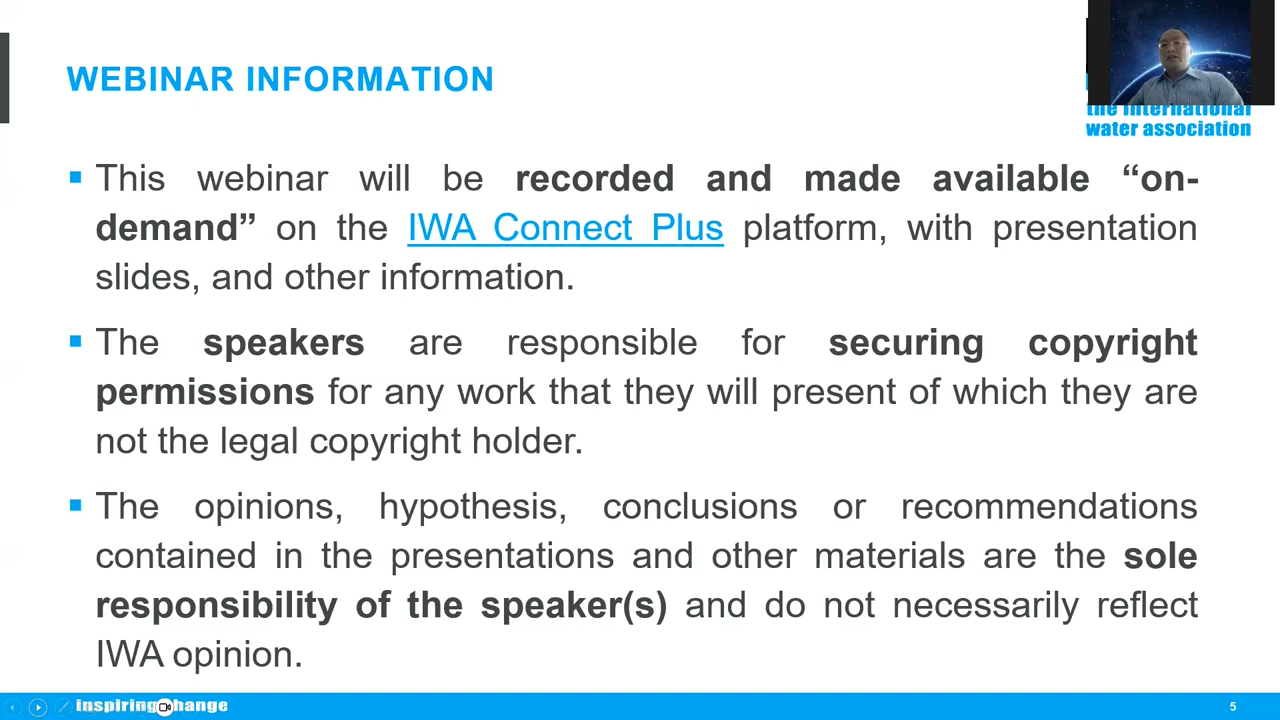 WEBINAR INFORMATION
the international
water association
This webinar will be recorded and made available “on-
demand” on the IWA Connect Plus platform, with presentation
slides, and other information.
The speakers are responsible for securing copyright
permissions for any work that they will present of which they are
not the legal copyright holder.
The opinions, hypothesis, conclusions or recommendations
contained in the presentations and other materials are the sole
responsibility of the speaker(s) and do not necessarily reflect
IWA opinion.
inspiring hange
5